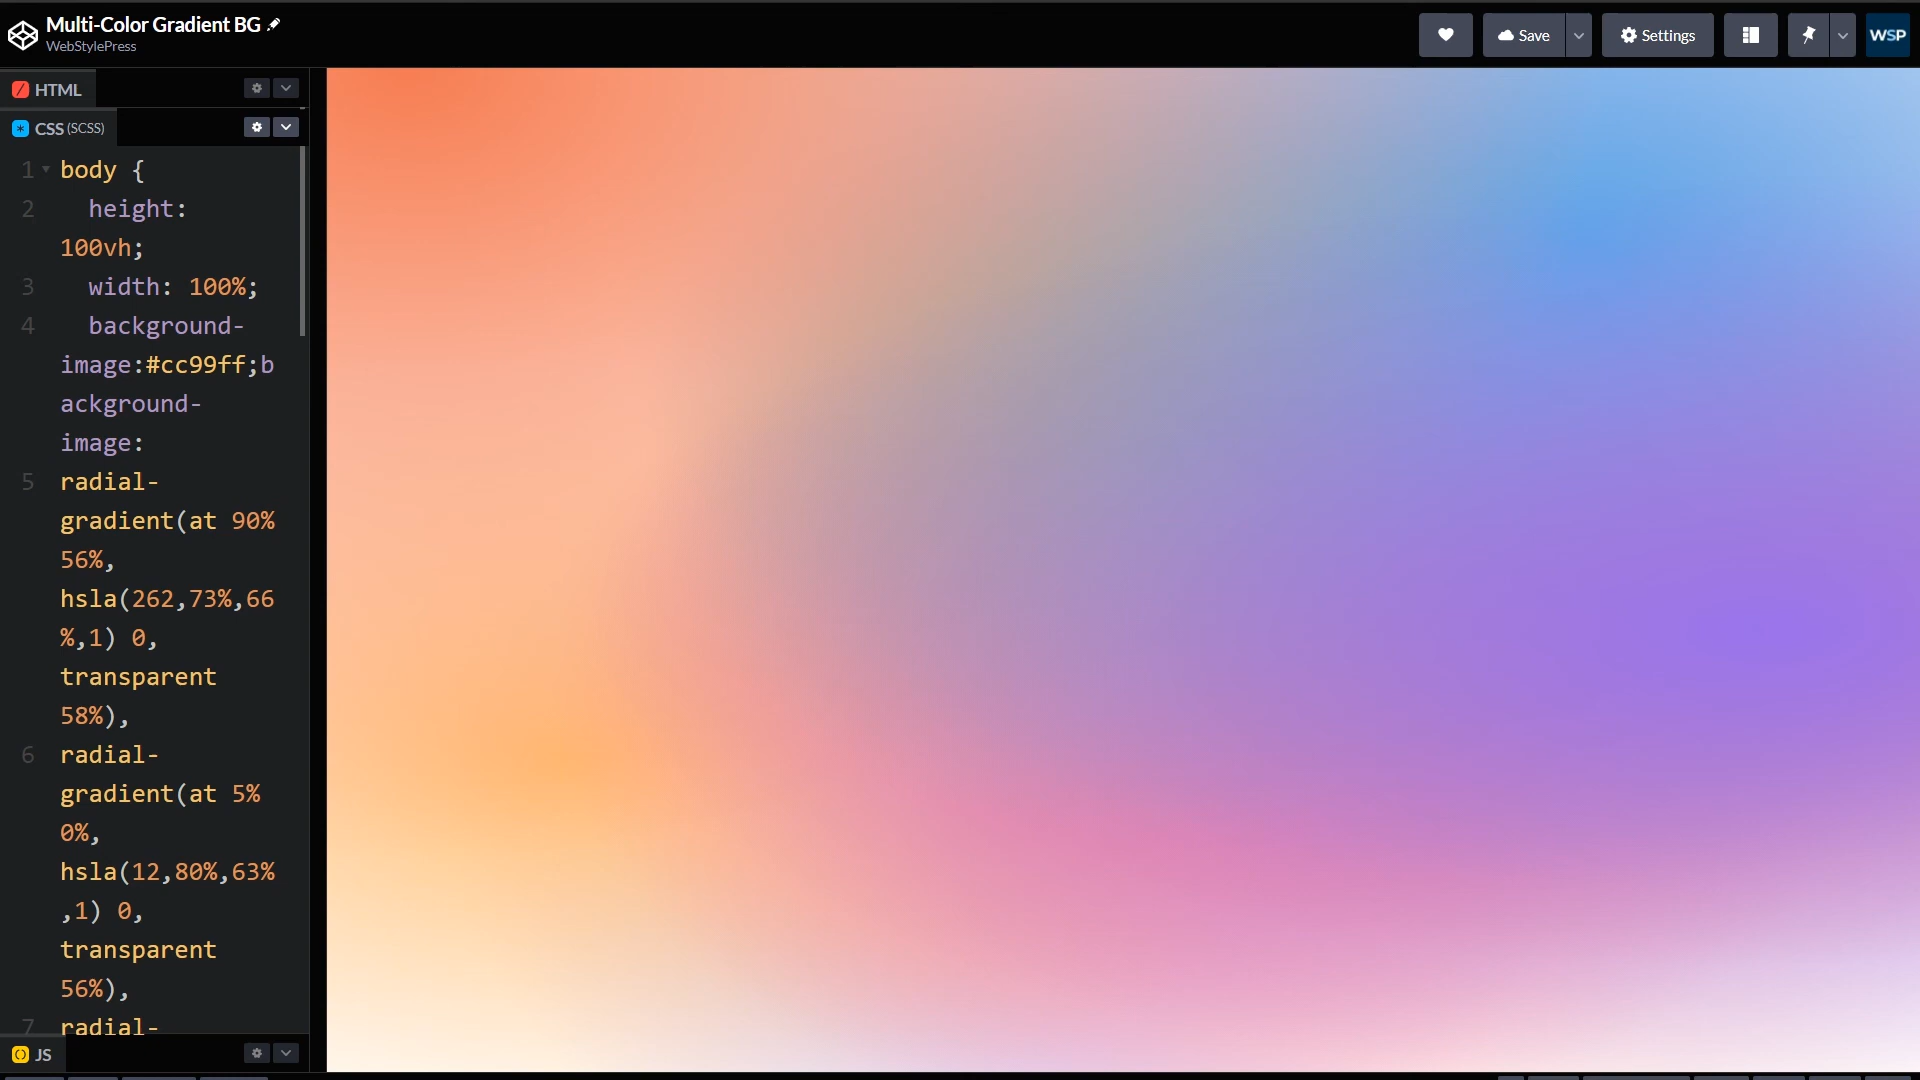 Multi-Color Gradient BG
WebStylePress
Save
Settings
WSP
HTML
CSS (SCSS)
1 body {
2 height:
100vh;
3 width: 100%;
4 background-
image:#cc99ff;b
ackground-
image:
5 radial-
gradient(at 90%
56%,
hsla(262,73%,66
%,1) 0,
transparent
58%),
6 radial-
gradient(at 5%
0%,
hsla(12,80%,63%
,1) 0,
transparent
56%),
7 radial-
JS